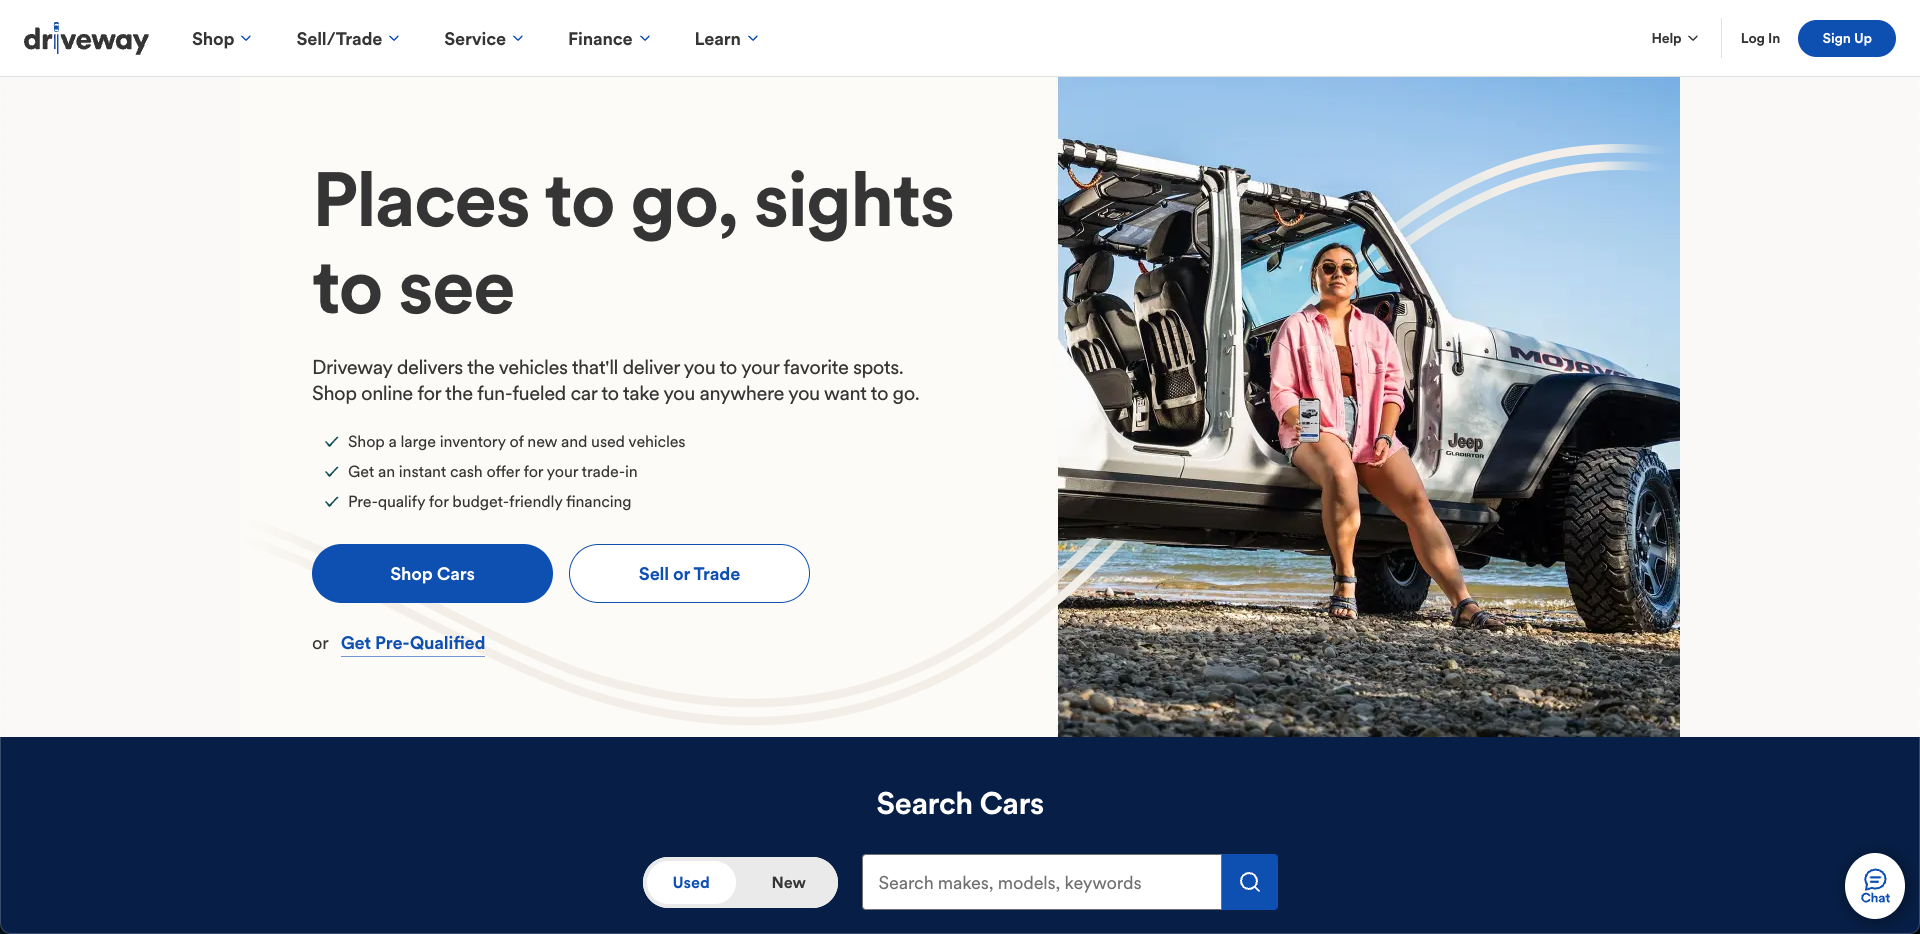 driveway
Shop
Sell/Trade
Service
Finance
Learn
Help
Log In
Sign Up
Places to go, sights
to see
Driveway delivers the vehicles that'll deliver you to your favorite spots.
Shop online for the fun-fueled car to take you anywhere you want to go.
Shop a large inventory of new and used vehicles
Get an instant cash offer for your trade-in
Pre-qualify for budget-friendly financing
Shop Cars
Sell or Trade
or Get Pre-Qualified
MOJAVE
Jeep
GLADIATOR
Search Cars
Used
New
Search makes, models, keywords
Chat